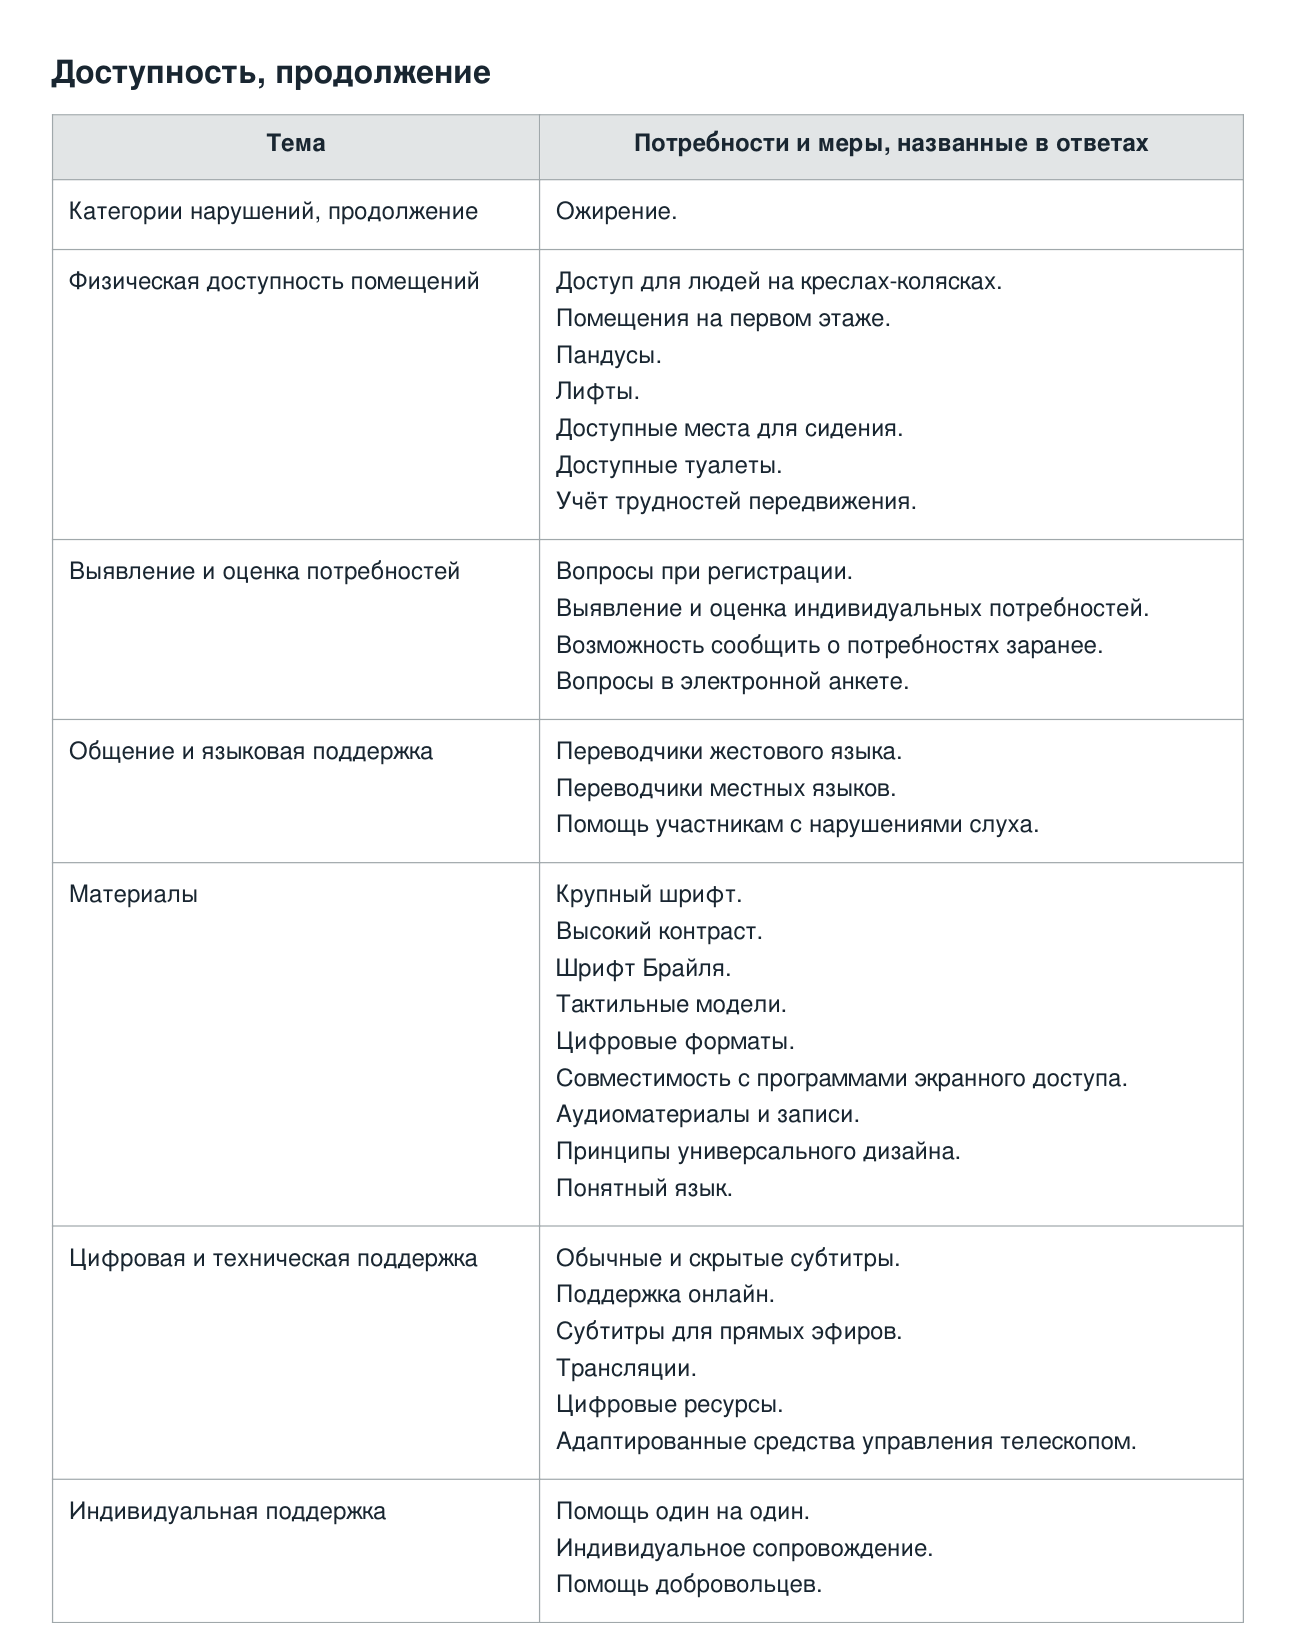 Доступность, продолжение
Тема
Потребности и меры, названные в ответах
Категории нарушений, продолжение
Ожирение.
Физическая доступность помещений
Доступ для людей на креслах-колясках.
Помещения на первом этаже.
Пандусы.
Лифты.
Доступные места для сидения.
Доступные туалеты.
Учёт трудностей передвижения.
Выявление и оценка потребностей
Вопросы при регистрации.
Выявление и оценка индивидуальных потребностей.
Возможность сообщить о потребностях заранее.
Вопросы в электронной анкете.
Общение и языковая поддержка
Переводчики жестового языка.
Переводчики местных языков.
Помощь участникам с нарушениями слуха.
Материалы
Крупный шрифт.
Высокий контраст.
Шрифт Брайля.
Тактильные модели.
Цифровые форматы.
Совместимость с программами экранного доступа.
Аудиоматериалы и записи.
Принципы универсального дизайна.
Понятный язык.
Цифровая и техническая поддержка
Обычные и скрытые субтитры.
Поддержка онлайн.
Субтитры для прямых эфиров.
Трансляции.
Цифровые ресурсы.
Адаптированные средства управления телескопом.
Индивидуальная поддержка
Помощь один на один.
Индивидуальное сопровождение.
Помощь добровольцев.